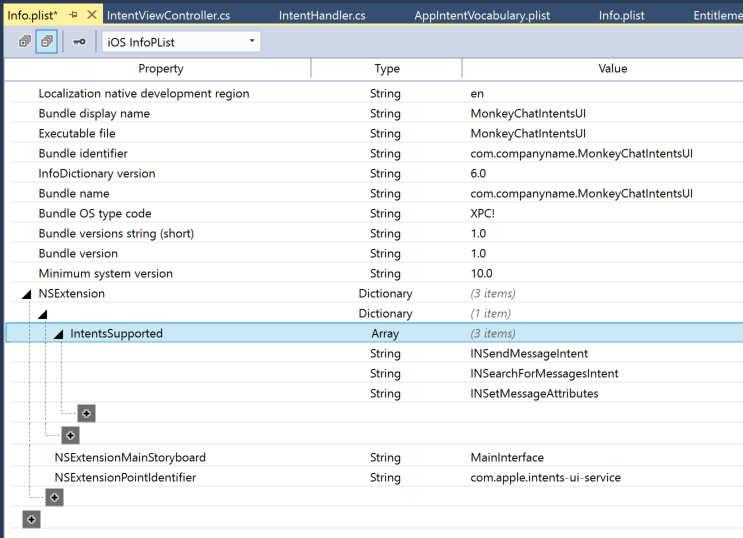 Info.plist* IntentViewController.cs IntentHandler.cs AppIntentVocabulary.plist Info.plist Entitleme
iOS InfoPList
Property Type Value
Localization native development region String en
Bundle display name String MonkeyChatIntentsUI
Executable file String MonkeyChatIntentsUI
Bundle identifier String com.companyname.MonkeyChatIntentsUI
InfoDictionary version String 6.0
Bundle name String com.companyname.MonkeyChatIntentsUI
Bundle OS type code String XPC!
Bundle versions string (short) String 1.0
Bundle version String 1.0
Minimum system version String 10.0
NSExtension Dictionary (3 items)
Dictionary (1 item)
IntentsSupported Array (3 items)
String INSendMessageIntent
String INSearchForMessagesIntent
String INSetMessageAttributes
NSExtensionMainStoryboard String MainInterface
NSExtensionPointIdentifier String com.apple.intents-ui-service